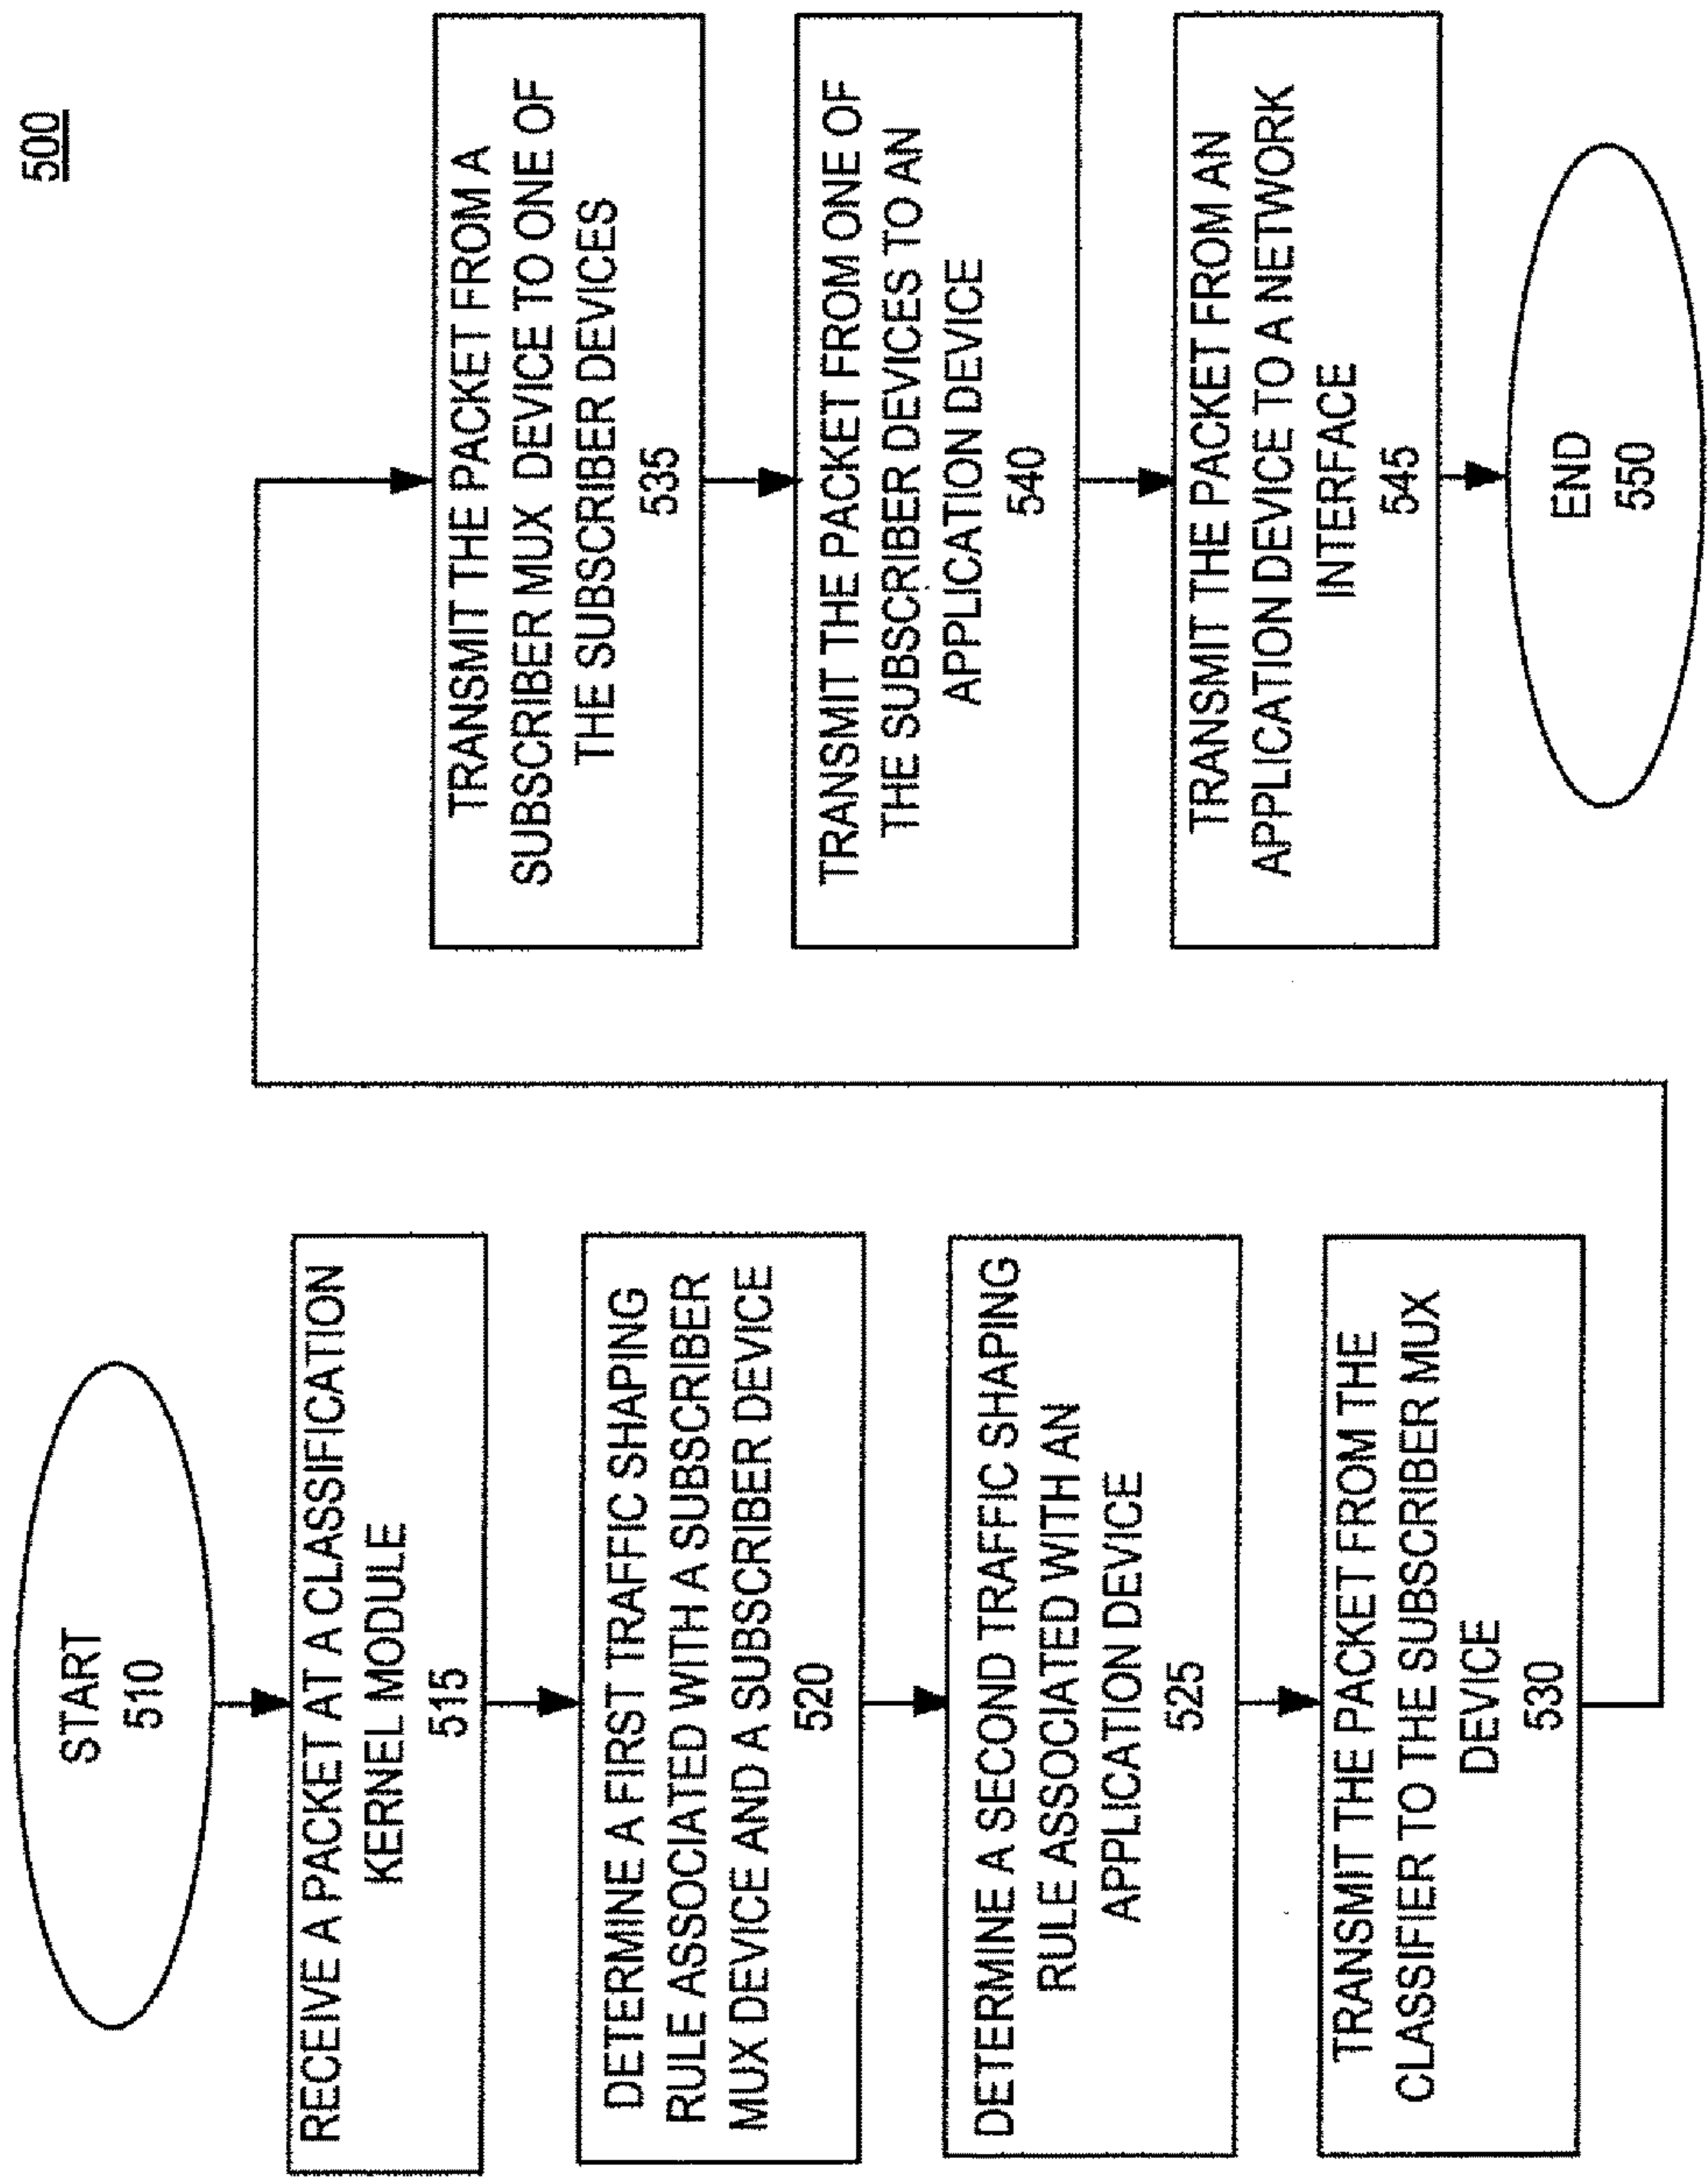 500
START
510
RECEIVE A PACKET AT A CLASSIFICATION
KERNEL MODULE
515
DETERMINE A FIRST TRAFFIC SHAPING
RULE ASSOCIATED WITH A SUBSCRIBER
MUX DEVICE AND A SUBSCRIBER DEVICE
520
DETERMINE A SECOND TRAFFIC SHAPING
RULE ASSOCIATED WITH AN
APPLICATION DEVICE
525
TRANSMIT THE PACKET FROM THE
CLASSIFIER TO THE SUBSCRIBER MUX
DEVICE
530
TRANSMIT THE PACKET FROM A
SUBSCRIBER MUX DEVICE TO ONE OF
THE SUBSCRIBER DEVICES
535
TRANSMIT THE PACKET FROM ONE OF
THE SUBSCRIBER DEVICES TO AN
APPLICATION DEVICE
540
TRANSMIT THE PACKET FROM AN
APPLICATION DEVICE TO A NETWORK
INTERFACE
545
END
550